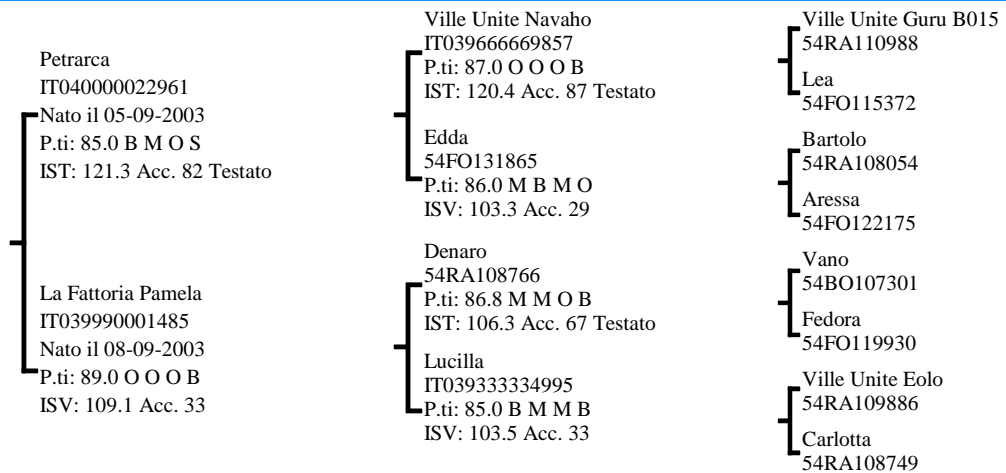 Petrarca
IT040000022961
Nato il 05-09-2003
P.ti: 85.0 B M O S
IST: 121.3 Acc. 82 Testato
La Fattoria Pamela
IT039990001485
Nato il 08-09-2003
P.ti: 89.0 O O O B
ISV: 109.1 Acc. 33
Ville Unite Navaho
IT039666669857
P.ti: 87.0 O O O B
IST: 120.4 Acc. 87 Testato
Edda
54FO131865
P.ti: 86.0 M B M O
ISV: 103.3 Acc. 29
Denaro
54RA108766
P.ti: 86.8 M M O B
IST: 106.3 Acc. 67 Testato
Lucilla
IT039333334995
P.ti: 85.0 B M M B
ISV: 103.5 Acc. 33
Ville Unite Guru B015
54RA110988
Lea
54FO115372
Bartolo
54RA108054
Aressa
54FO122175
Vano
54BO107301
Fedora
54FO119930
Ville Unite Eolo
54RA109886
Carlotta
54RA108749